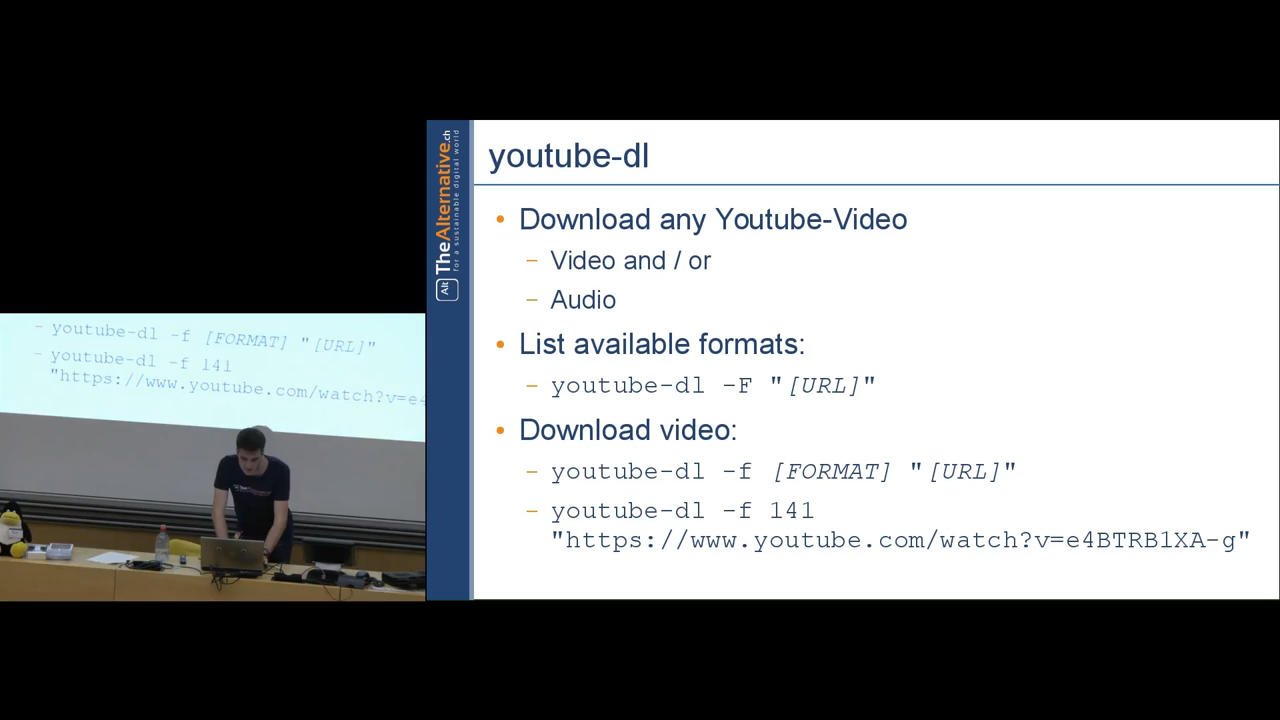 youtube-dl
• Download any Youtube-Video
– Video and / or
– Audio
• List available formats:
– youtube-dl -F "[URL]"
• Download video:
– youtube-dl -f [FORMAT] "[URL]"
– youtube-dl -f 141
"https://www.youtube.com/watch?v=e4BTRB1XA-g"
Alt TheAlternative.ch
for a sustainable digital world
– youtube-dl -f [FORMAT] "[URL]"
– youtube-dl -f 141
"https://www.youtube.com/watch?v=e4